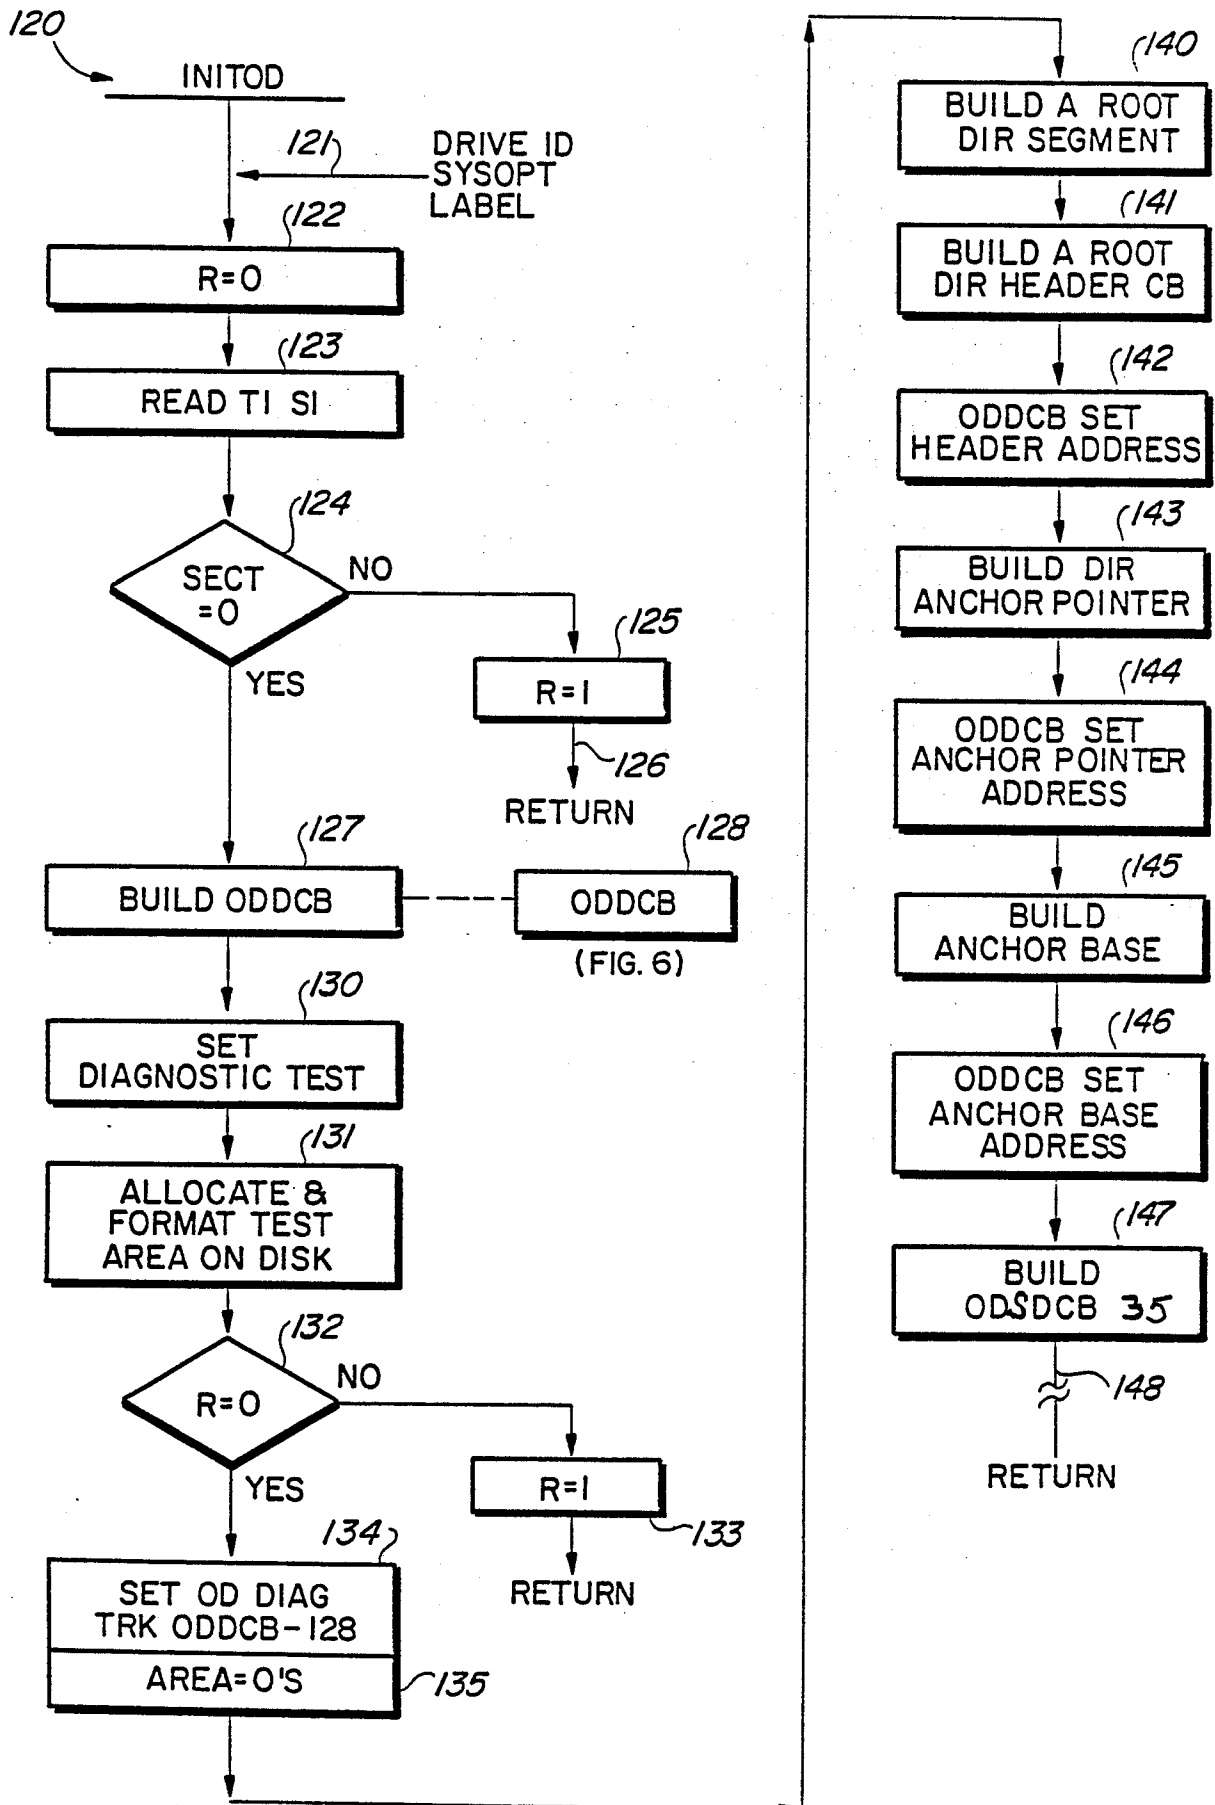 120
INITOD
121
DRIVE ID
SYSOPT
LABEL
122
R=0
123
READ T1 S1
124
SECT
=0
NO
YES
125
R=1
126
RETURN
127
BUILD ODDCB
128
ODDCB
(FIG. 6)
130
SET
DIAGNOSTIC TEST
131
ALLOCATE &
FORMAT TEST
AREA ON DISK
132
R=0
NO
YES
R=1
133
RETURN
134
SET OD DIAG
TRK ODDCB-128
AREA=0'S
135
140
BUILD A ROOT
DIR SEGMENT
141
BUILD A ROOT
DIR HEADER CB
142
ODDCB SET
HEADER ADDRESS
143
BUILD DIR
ANCHOR POINTER
144
ODDCB SET
ANCHOR POINTER
ADDRESS
145
BUILD
ANCHOR BASE
146
ODDCB SET
ANCHOR BASE
ADDRESS
147
BUILD
ODSDCB 35
148
RETURN